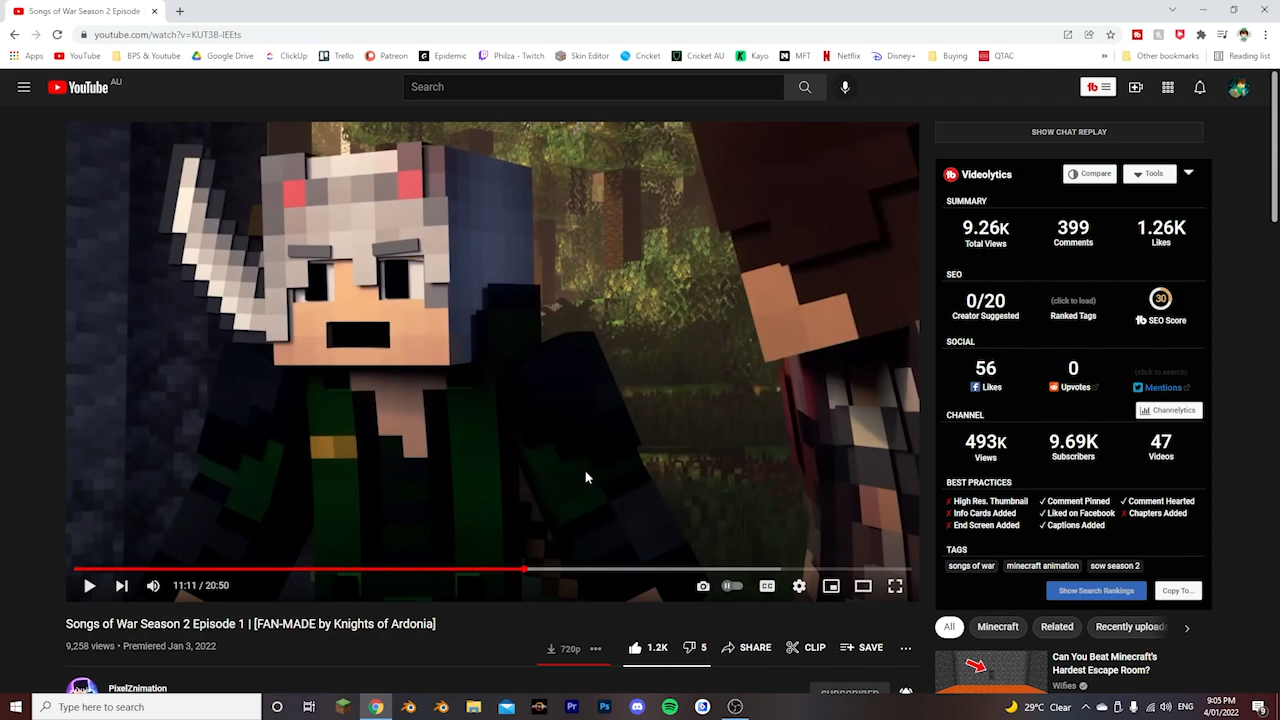 Songs of War Season 2 Episode
youtube.com/watch?v=KUT3B-IEEts
Apps YouTube BPS & Youtube Google Drive ClickUp Trello Patreon Epidemic Philza - Twitch Skin Editor Cricket Cricket AU Kayo MFT Netflix Disney+ Buying QTAC » Other bookmarks Reading list
YouTube AU
Search
SHOW CHAT REPLAY
Videolytics Compare Tools
SUMMARY
9.26K 399 1.26K
Total Views Comments Likes
SEO
0/20 (click to load) 30
Creator Suggested Ranked Tags SEO Score
SOCIAL
56 0 (click to search)
Likes Upvotes Mentions
CHANNEL Channelytics
493K 9.69K 47
Views Subscribers Videos
BEST PRACTICES
✗ High Res. Thumbnail ✓ Comment Pinned ✓ Comment Hearted
✗ Info Cards Added ✓ Liked on Facebook ✗ Chapters Added
✗ End Screen Added ✓ Captions Added
TAGS
songs of war minecraft animation sow season 2
Show Search Rankings Copy To...
11:11 / 20:50
CC
Songs of War Season 2 Episode 1 | [FAN-MADE by Knights of Ardonia]
9,258 views • Premiered Jan 3, 2022
720p 1.2K 5 SHARE CLIP SAVE
All Minecraft Related Recently uploade
Can You Beat Minecraft's
Hardest Escape Room?
Wifies
PixelZnimation
SUBSCRIBED
Type here to search
29°C Clear ENG 9:05 PM
4/01/2022